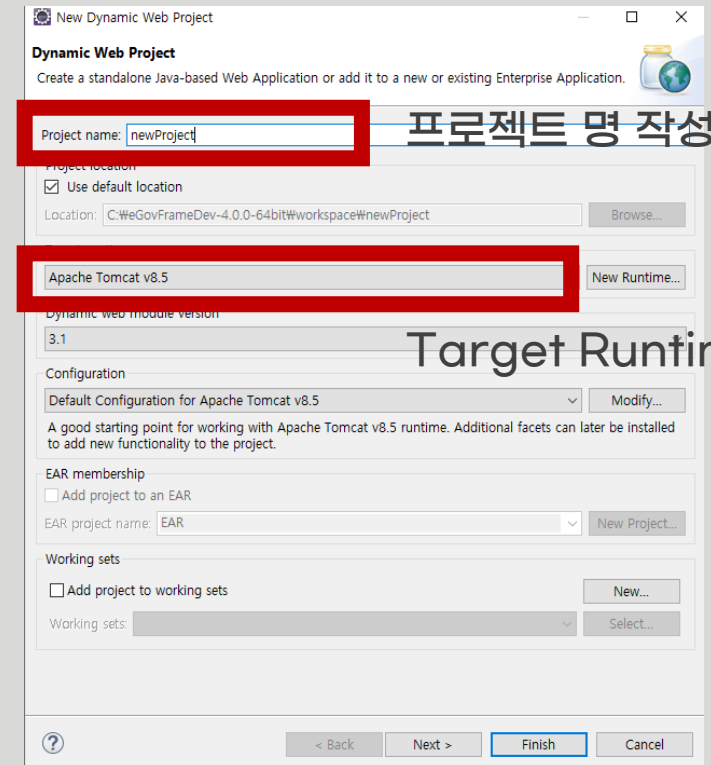 New Dynamic Web Project
Dynamic Web Project
Create a standalone Java-based Web Application or add it to a new or existing Enterprise Application.
Project name: newProject
프로젝트 명 작성
Project location
Use default location
Location: C:₩eGovFrameDev-4.0.0-64bit₩workspace₩newProject Browse...
Apache Tomcat v8.5 New Runtime...
Dynamic web module version
3.1
Target
Configuration
Default Configuration for Apache Tomcat v8.5 Modify...
A good starting point for working with Apache Tomcat v8.5 runtime. Additional facets can later be installed
to add new functionality to the project.
EAR membership
Add project to an EAR
EAR project name: EAR New Project...
Working sets
Add project to working sets New...
Working sets: Select...
< Back Next > Finish Cancel